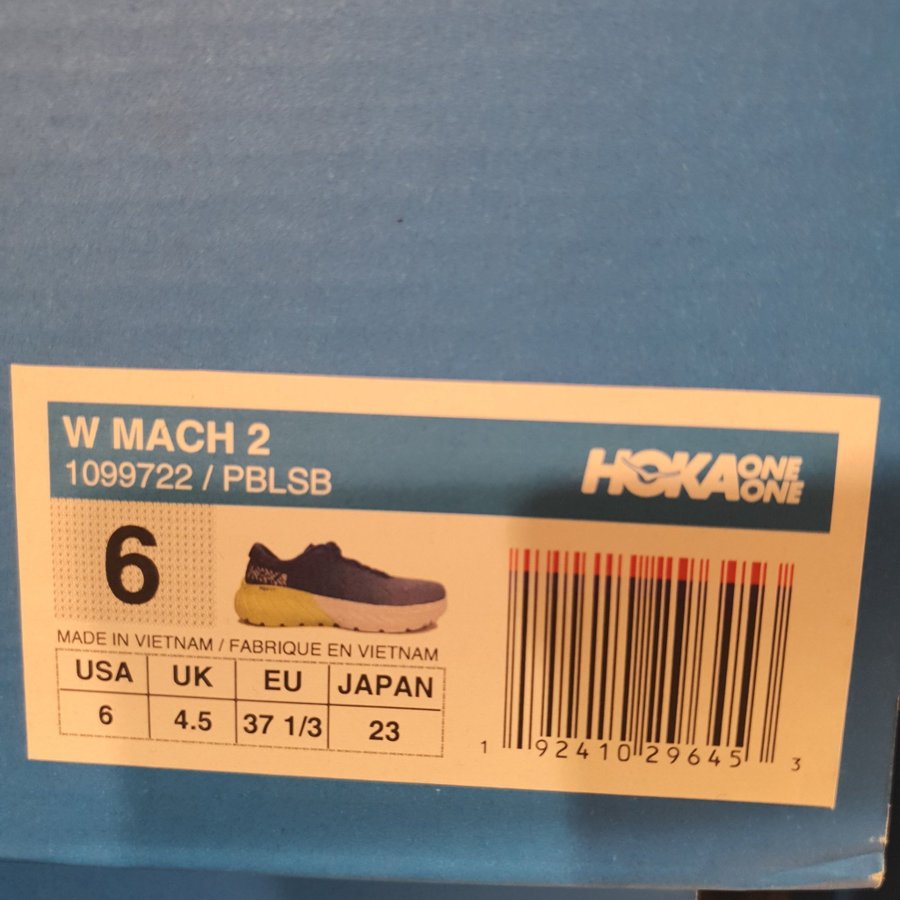 W MACH 2
1099722 / PBLSB
HOKA ONE ONE
6
MADE IN VIETNAM / FABRIQUE EN VIETNAM
USA UK EU JAPAN
6 4.5 37 1/3 23
1 92410 29645 3